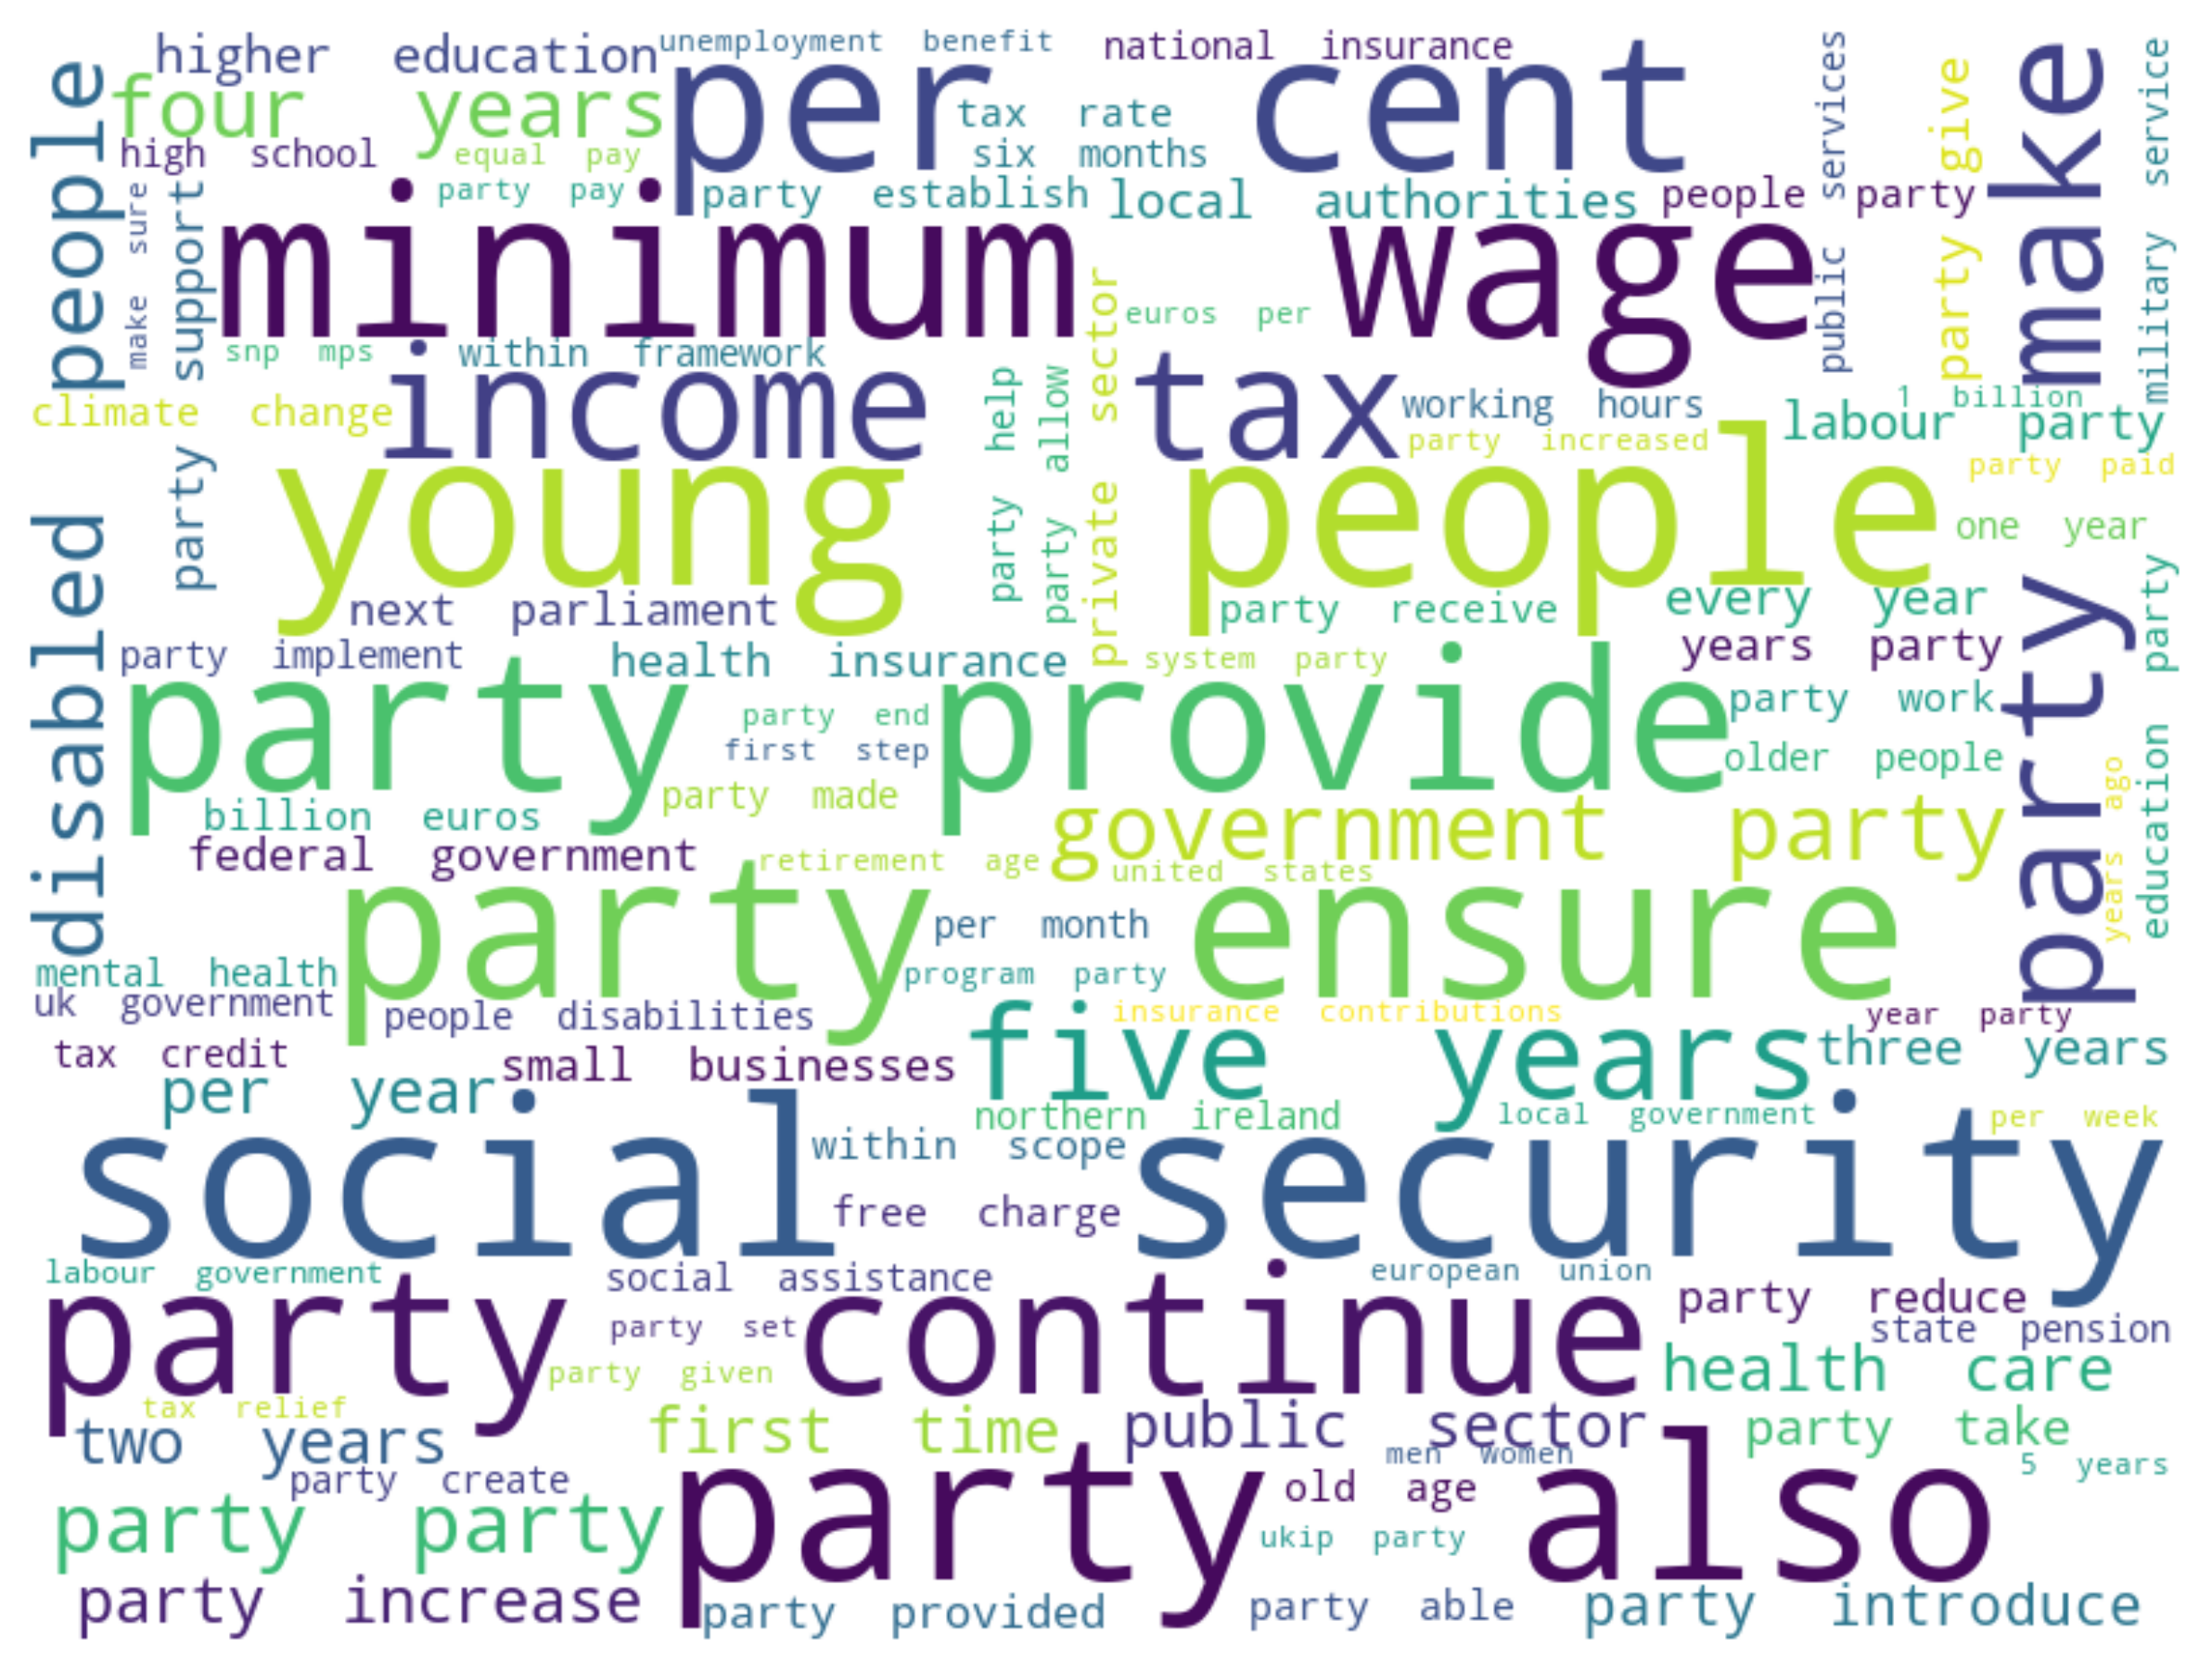 higher education
unemployment benefit
national insurance
four years
per cent
tax rate
high school
equal pay
six months
party pay
party establish
local authorities
people party
public services
party give
party make
military service
disabled people
make sure
party support
minimum wage
euros per
snp mps
within framework
income tax
party help
party allow
private sector
working hours
1 billion
labour party
climate change
party increased
young people
party paid
one year
next parliament
party receive
every year
party implement
health insurance
system party
years party
education party
party provide
party end
party work
first step
older people
years ago
party made
billion euros
government party
federal government
retirement age
united states
party ensure
per month
mental health
program party
uk government
people disabilities
insurance contributions
year party
tax credit
small businesses
five years
three years
per year
northern ireland
local government
per week
social security
within scope
free charge
labour government
social assistance
european union
party continue
party reduce
party set
state pension
party given
health care
tax relief
two years
first time
public sector
party take
men women
5 years
party create
party also
old age
party party
ukip party
party increase
party provided
party able
party introduce